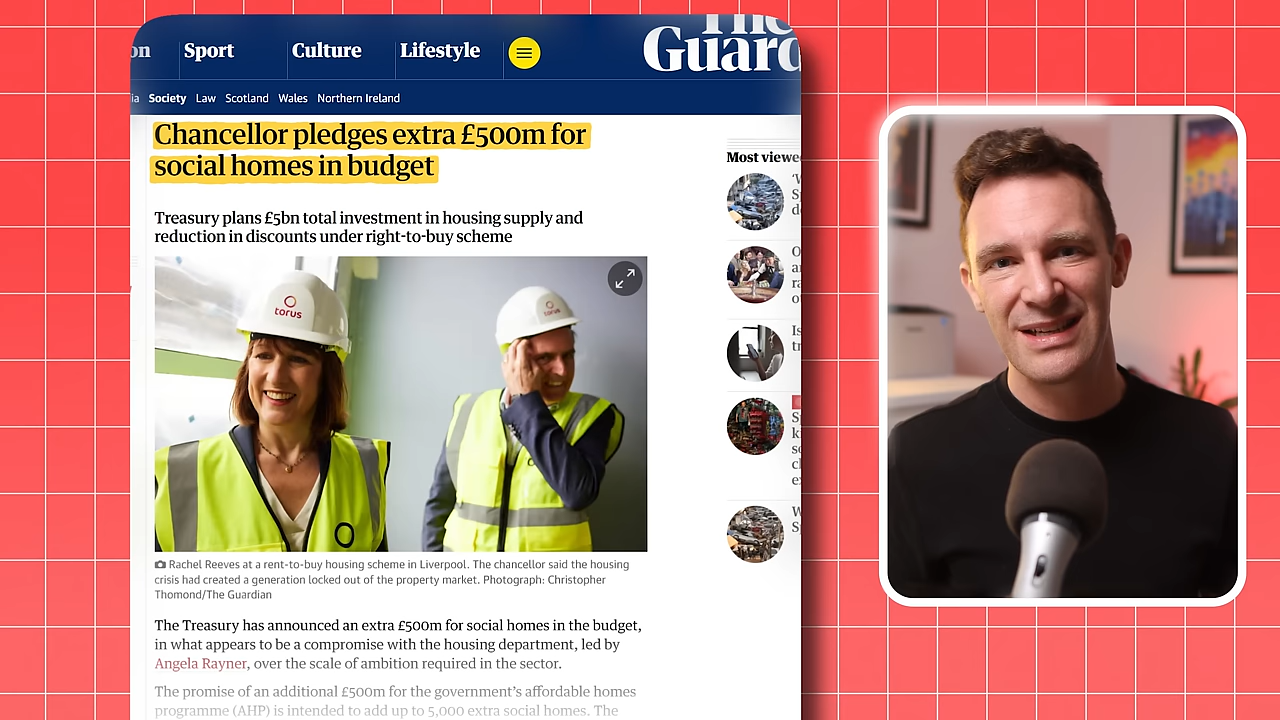 Sport
Culture
Lifestyle
Society
Law
Scotland
Wales
Northern Ireland
Chancellor pledges extra £500m for
social homes in budget
Treasury plans £5bn total investment in housing supply and
reduction in discounts under right-to-buy scheme
torus
torus
Rachel Reeves at a rent-to-buy housing scheme in Liverpool. The chancellor said the housing
crisis had created a generation locked out of the property market. Photograph: Christopher
Thomond/The Guardian
The Treasury has announced an extra £500m for social homes in the budget,
in what appears to be a compromise with the housing department, led by
Angela Rayner, over the scale of ambition required in the sector.
The promise of an additional £500m for the government's affordable homes
programme (AHP) is intended to add up to 5,000 extra social homes. The
The
Guard
Most viewe